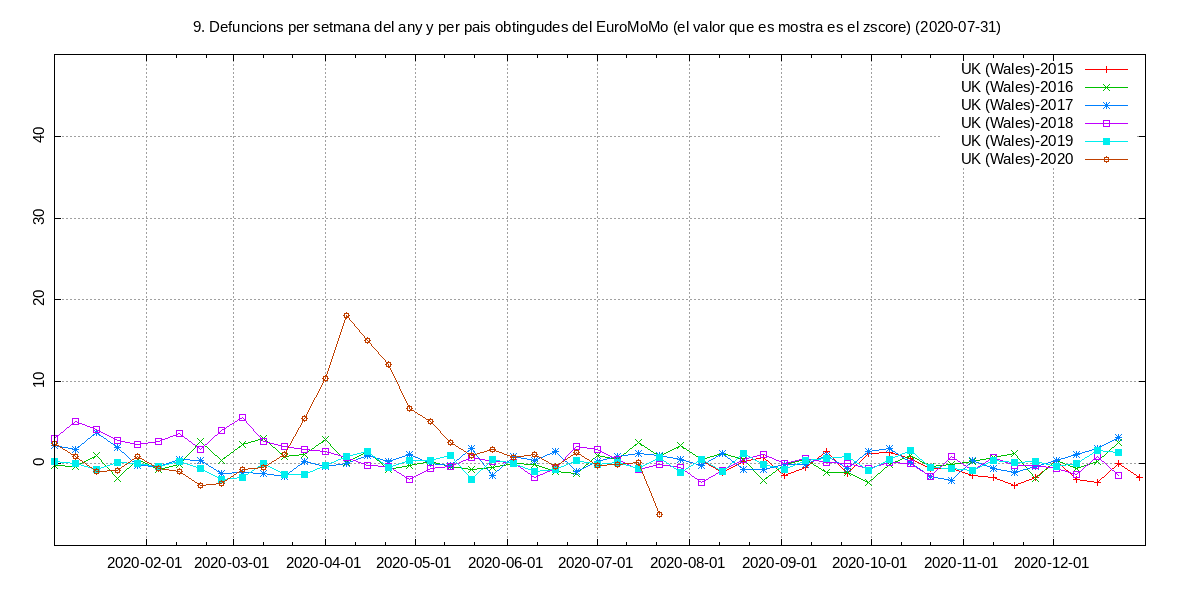 9. Defuncions per setmana del any y per pais obtingudes del EuroMoMo (el valor que es mostra es el zscore) (2020-07-31)
UK (Wales)-2015
UK (Wales)-2016
UK (Wales)-2017
UK (Wales)-2018
UK (Wales)-2019
UK (Wales)-2020
40
30
20
10
0
2020-02-01 2020-03-01 2020-04-01 2020-05-01 2020-06-01 2020-07-01 2020-08-01 2020-09-01 2020-10-01 2020-11-01 2020-12-01